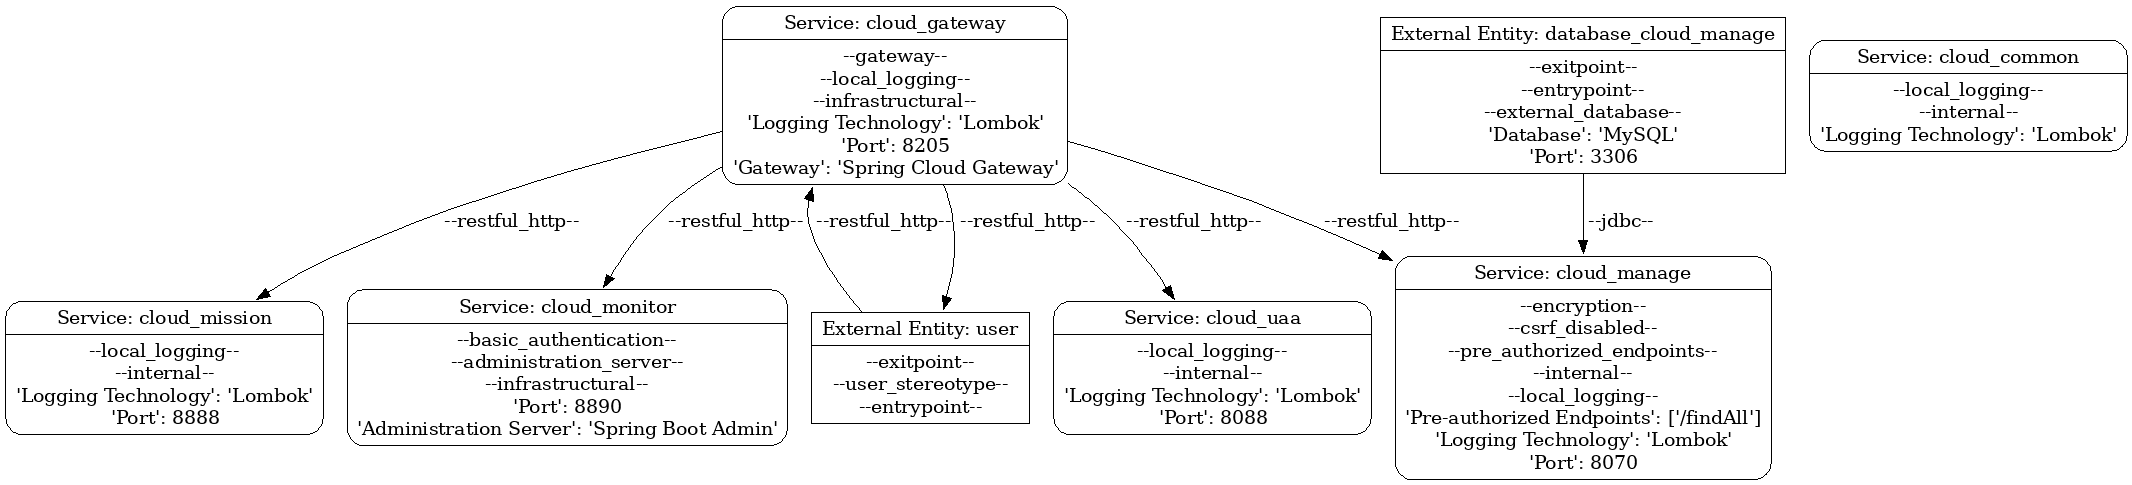 Service: cloud_gateway
--gateway--
--local_logging--
--infrastructural--
'Logging Technology': 'Lombok'
'Port': 8205
'Gateway': 'Spring Cloud Gateway'
External Entity: database_cloud_manage
--exitpoint--
--entrypoint--
--external_database--
'Database': 'MySQL'
'Port': 3306
Service: cloud_common
--local_logging--
--internal--
'Logging Technology': 'Lombok'
--restful_http--
--restful_http--
--restful_http--
--restful_http--
--restful_http--
--restful_http--
--jdbc--
Service: cloud_mission
--local_logging--
--internal--
'Logging Technology': 'Lombok'
'Port': 8888
Service: cloud_monitor
--basic_authentication--
--administration_server--
--infrastructural--
'Port': 8890
'Administration Server': 'Spring Boot Admin'
External Entity: user
--exitpoint--
--user_stereotype--
--entrypoint--
Service: cloud_uaa
--local_logging--
--internal--
'Logging Technology': 'Lombok'
'Port': 8088
Service: cloud_manage
--encryption--
--csrf_disabled--
--pre_authorized_endpoints--
--internal--
--local_logging--
'Pre-authorized Endpoints': ['/findAll']
'Logging Technology': 'Lombok'
'Port': 8070